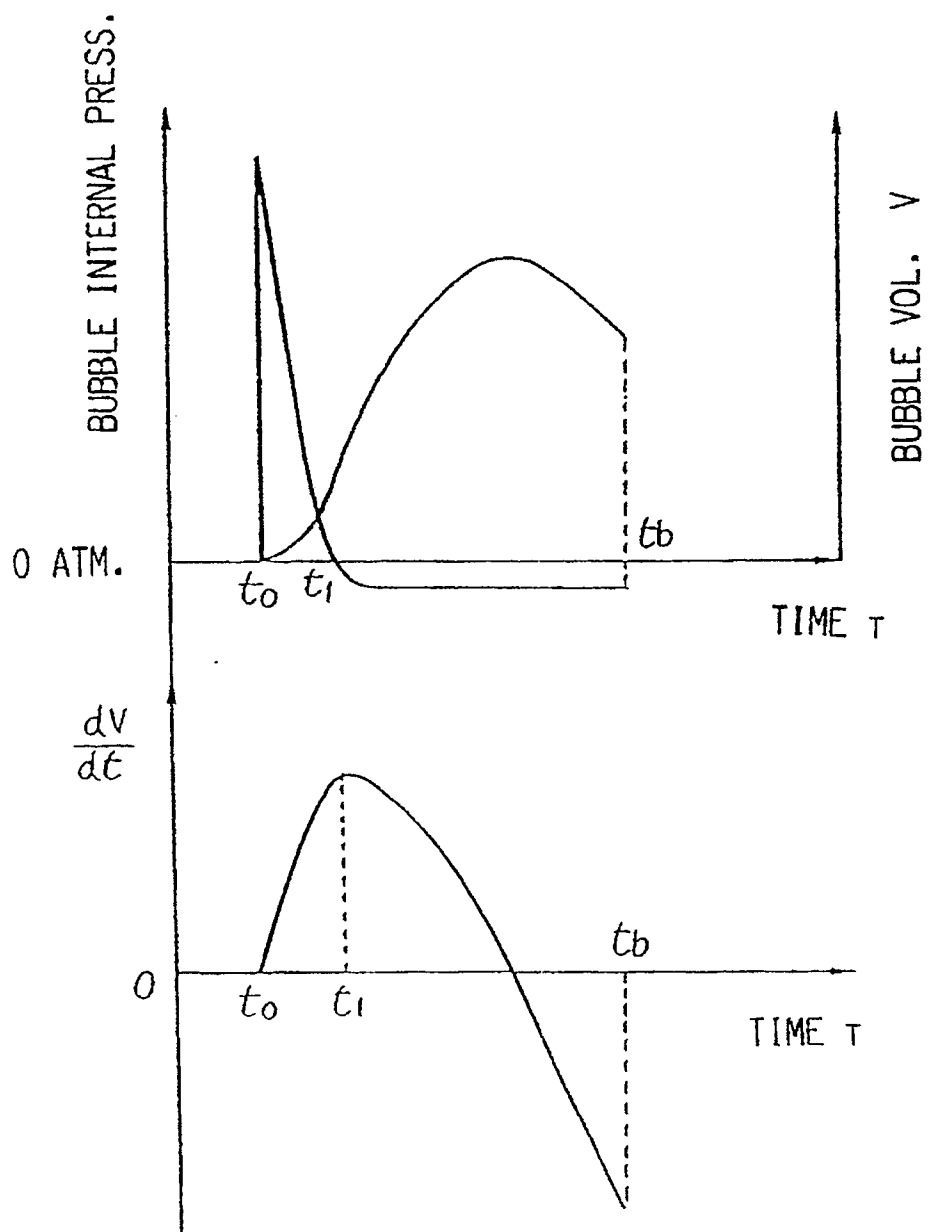 BUBBLE INTERNAL PRESS.
BUBBLE VOL. V
0 ATM.
t0
t1
tb
TIME T
dV
dt
tb
0
t0
t1
TIME T